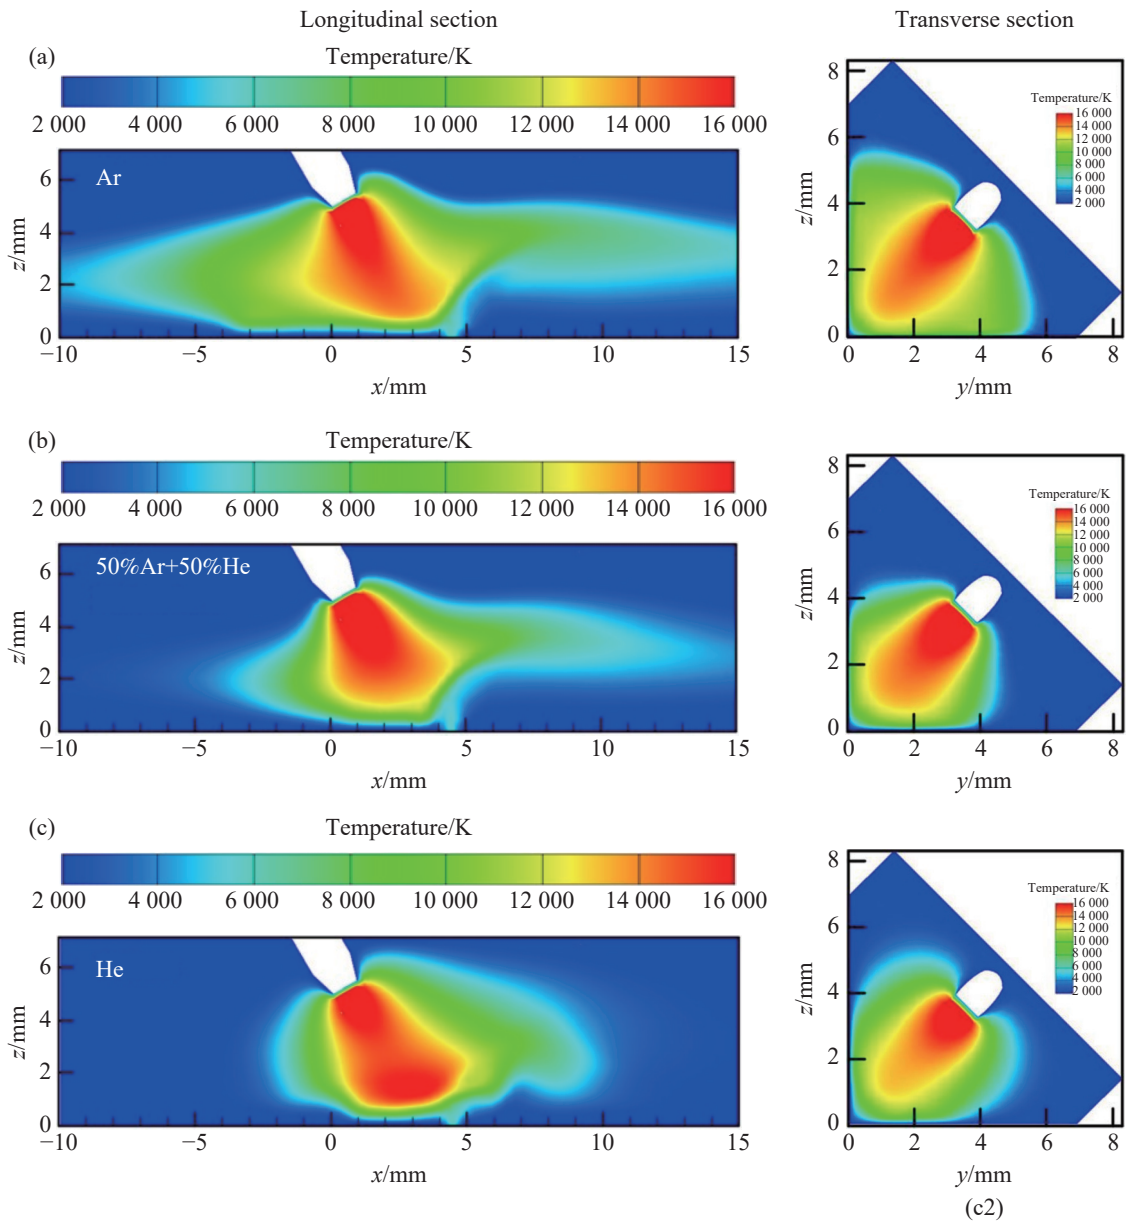 Longitudinal section
Transverse section
(a)
Temperature/K
2 000 4 000 6 000 8 000 10 000 12 000 14 000 16 000
Ar
6
4
2
0
z/mm
−10 −5 0 5 10 15
x/mm
Temperature/K
16 000
14 000
12 000
10 000
8 000
6 000
4 000
2 000
8
6
4
2
0
z/mm
0 2 4 6 8
y/mm
(b)
Temperature/K
2 000 4 000 6 000 8 000 10 000 12 000 14 000 16 000
50%Ar+50%He
6
4
2
0
z/mm
−10 −5 0 5 10 15
x/mm
Temperature/K
16 000
14 000
12 000
10 000
8 000
6 000
4 000
2 000
8
6
4
2
0
z/mm
0 2 4 6 8
y/mm
(c)
Temperature/K
2 000 4 000 6 000 8 000 10 000 12 000 14 000 16 000
He
6
4
2
0
z/mm
−10 −5 0 5 10 15
x/mm
Temperature/K
16 000
14 000
12 000
10 000
8 000
6 000
4 000
2 000
8
6
4
2
0
z/mm
0 2 4 6 8
y/mm
(c2)